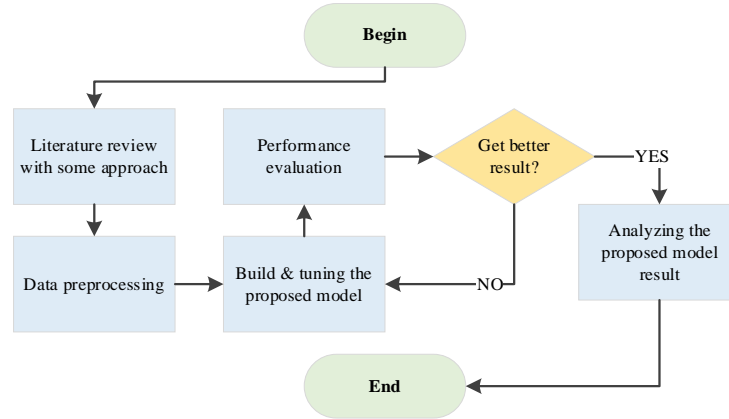 Begin
Literature review
with some approach
Data preprocessing
Build & tuning the
proposed model
Performance
evaluation
Get better
result?
NO
YES
Analyzing the
proposed model
result
End